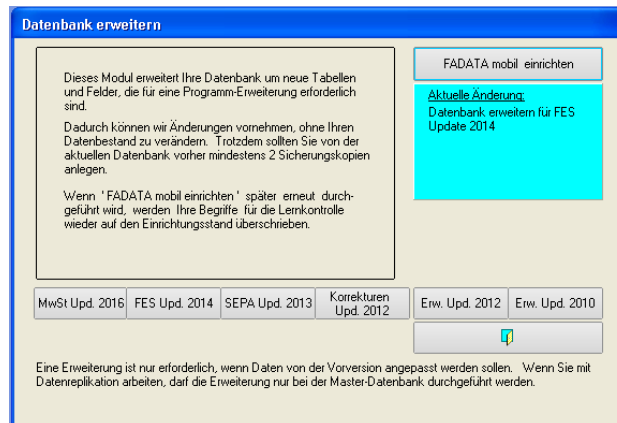 Datenbank erweitern
Dieses Modul erweitert Ihre Datenbank um neue Tabellen
und Felder, die für eine Programm-Erweiterung erforderlich
sind.
Dadurch können wir Änderungen vornehmen, ohne Ihren
Datenbestand zu verändern. Trotzdem sollten Sie von der
aktuellen Datenbank vorher mindestens 2 Sicherungskopien
anlegen.
Wenn 'FADATA mobil einrichten' später erneut durch-
geführt wird, werden Ihre Begriffe für die Lernkontrolle
wieder auf den Einrichtungsstand überschrieben.
FADATA mobil einrichten
Aktuelle Änderung:
Datenbank erweitern für FES
Update 2014
MwSt Upd. 2016
FES Upd. 2014
SEPA Upd. 2013
Korrekturen
Upd. 2012
Erw. Upd. 2012
Erw. Upd. 2010
Eine Erweiterung ist nur erforderlich, wenn Daten von der Vorversion angepasst werden sollen. Wenn Sie mit
Datenreplikation arbeiten, darf die Erweiterung nur bei der Master-Datenbank durchgeführt werden.